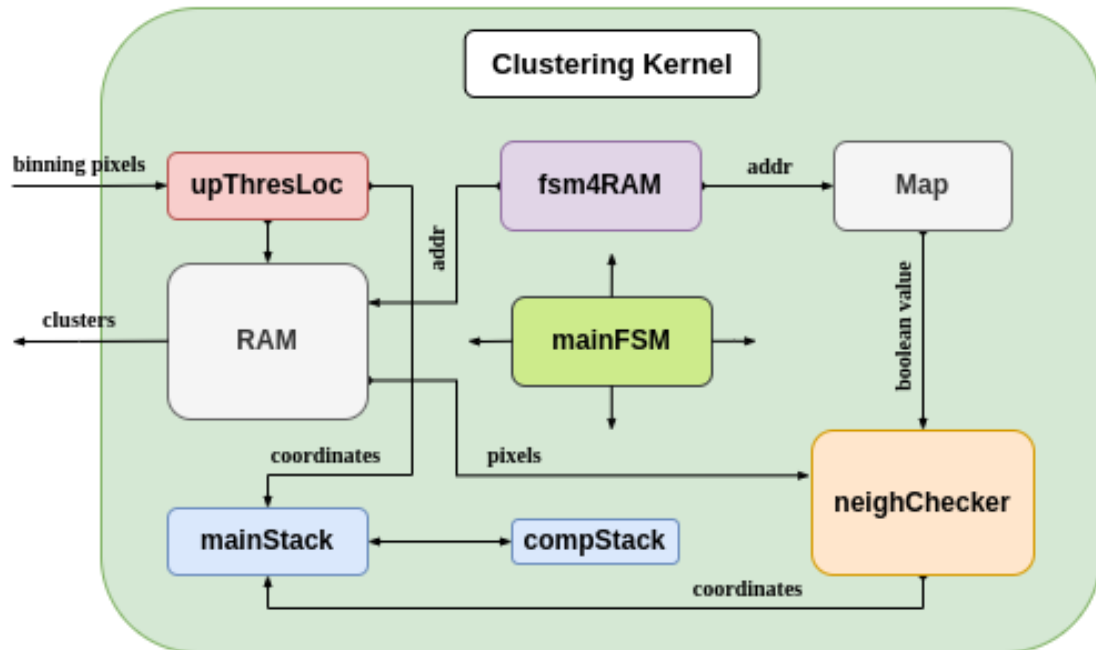 Clustering Kernel
binning pixels
upThresLoc
fsm4RAM
addr
Map
addr
boolean value
clusters
RAM
mainFSM
coordinates
pixels
neighChecker
mainStack
compStack
coordinates